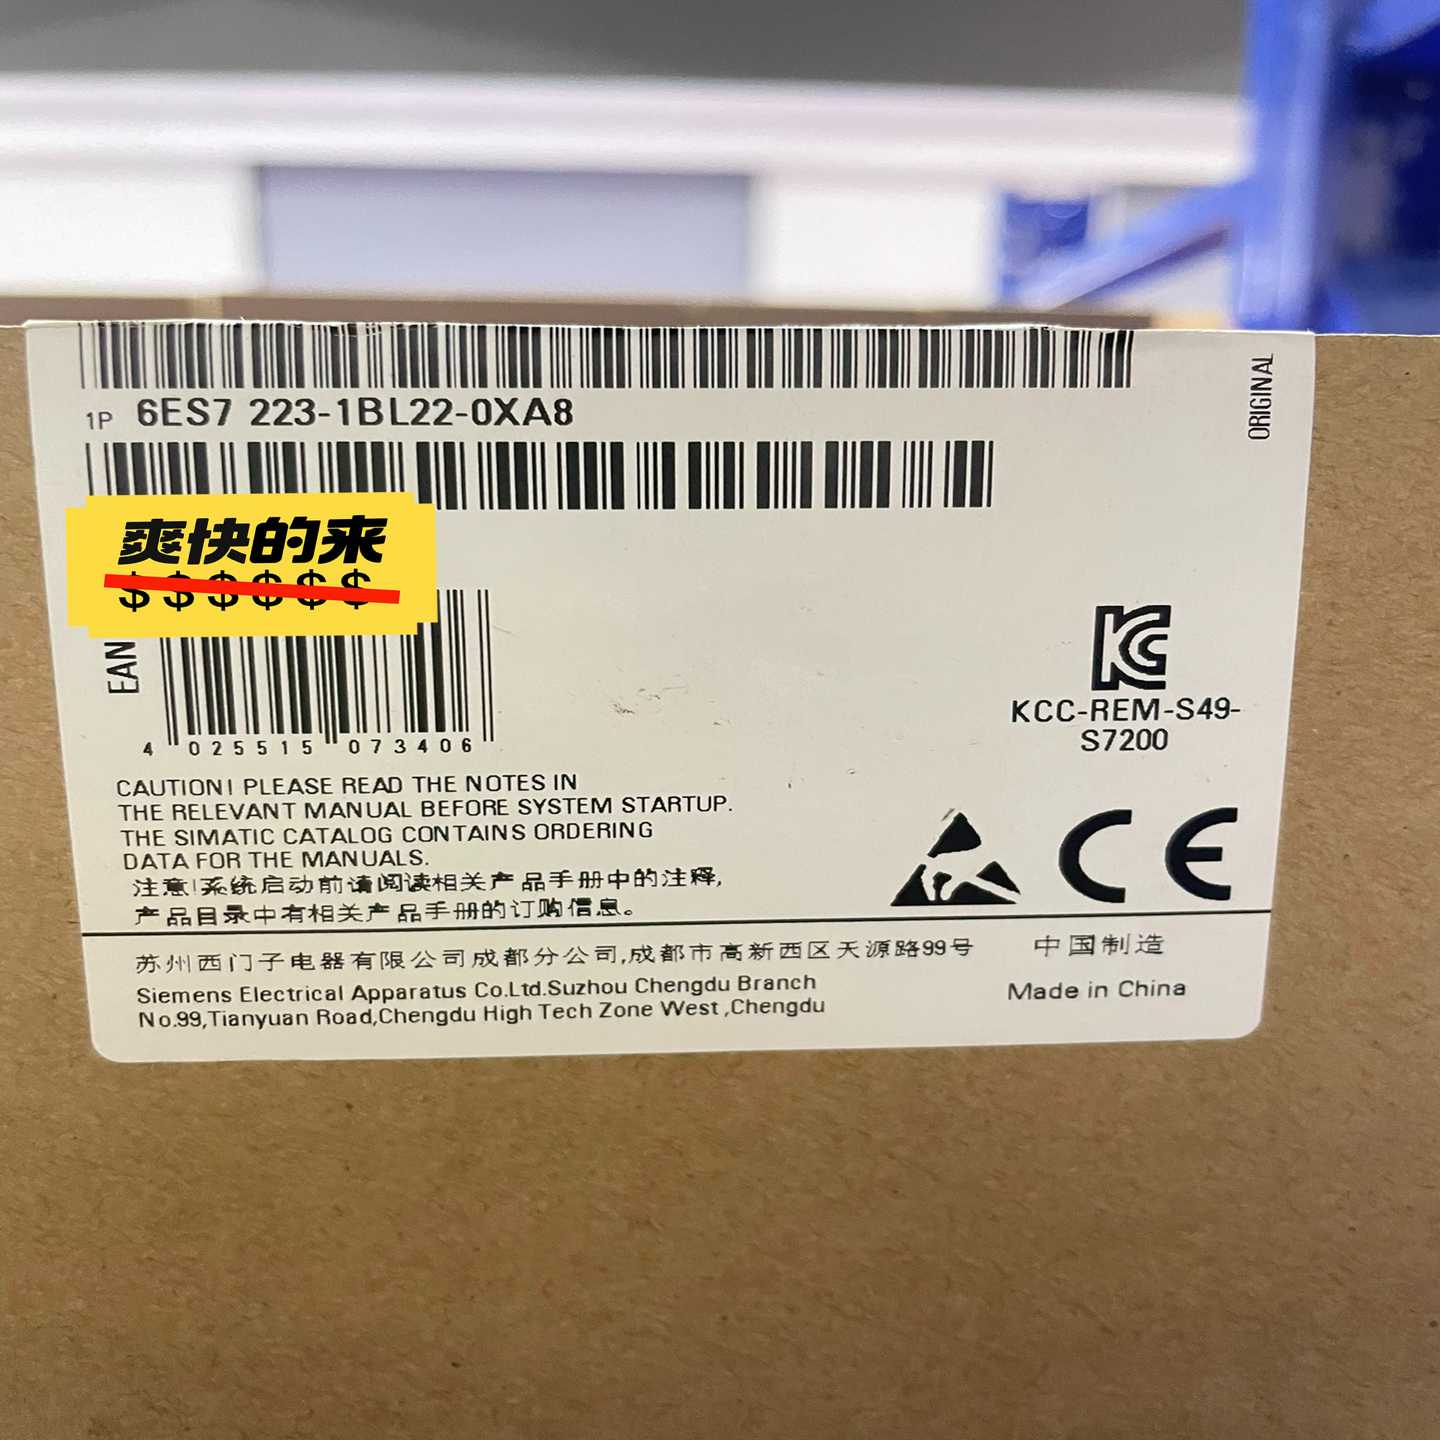 ORIGINAL
1P 6ES7 223-1BL22-0XA8
爽快的来
$$$$$$
EAN
4 025515 073406
KCC-REM-S49-
S7200
CAUTION! PLEASE READ THE NOTES IN
THE RELEVANT MANUAL BEFORE SYSTEM STARTUP.
THE SIMATIC CATALOG CONTAINS ORDERING
DATA FOR THE MANUALS.
注意!系统启动前请阅读相关产品手册中的注释,
产品目录中有相关产品手册的订购信息。
CE
苏州西门子电器有限公司成都分公司,成都市高新西区天源路99号
中国制造
Siemens Electrical Apparatus Co.Ltd.Suzhou Chengdu Branch
No.99,Tianyuan Road,Chengdu High Tech Zone West ,Chengdu
Made in China